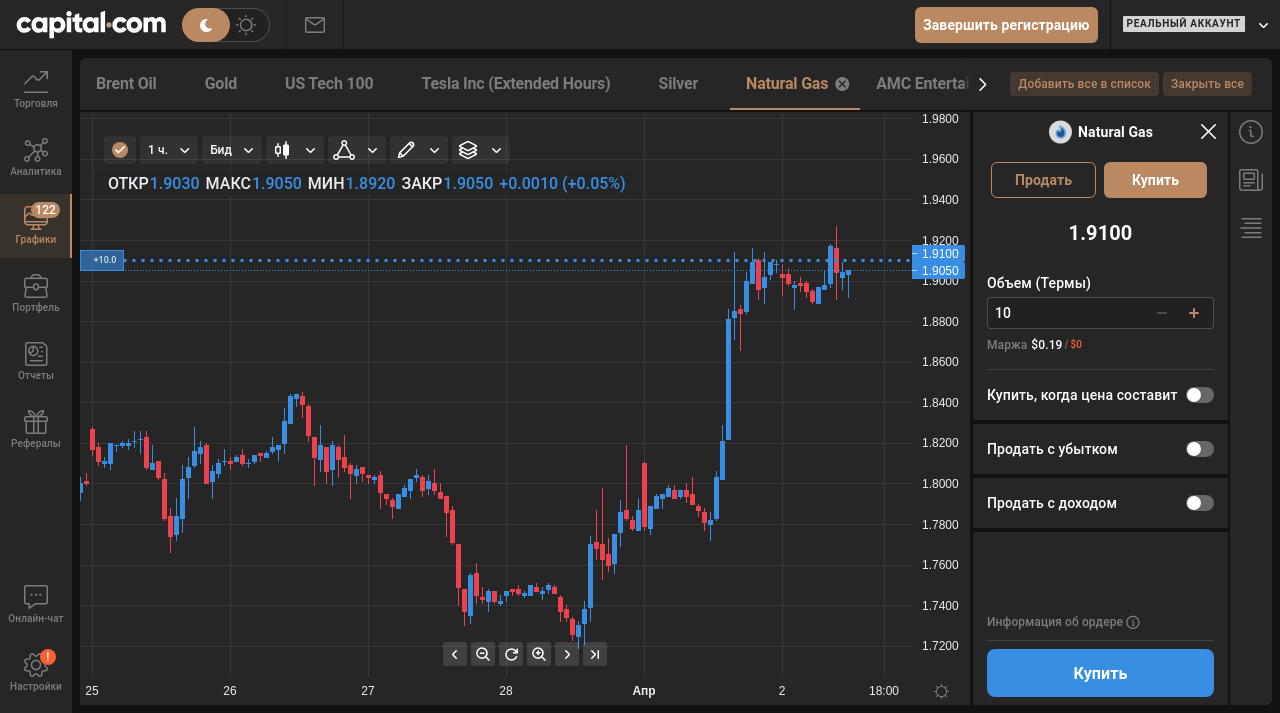 capital.com
Завершить регистрацию
РЕАЛЬНЫЙ АККАУНТ
Торговля
Аналитика
122
Графики
Портфель
Отчеты
Рефералы
Онлайн-чат
!
Настройки
Brent Oil
Gold
US Tech 100
Tesla Inc (Extended Hours)
Silver
Natural Gas
AMC Enterta
Добавить все в список
Закрыть все
1 ч.
Бид
ОТКР 1.9030 МАКС 1.9050 МИН 1.8920 ЗАКР 1.9050 +0.0010 (+0.05%)
+10.0
1.9800
1.9600
1.9400
1.9200
1.9100
1.9050
1.9000
1.8800
1.8600
1.8400
1.8200
1.8000
1.7800
1.7600
1.7400
1.7200
25
26
27
28
Апр
2
18:00
Natural Gas
Продать
Купить
1.9100
Объем (Термы)
10
Маржа $0.19 / $0
Купить, когда цена составит
Продать с убытком
Продать с доходом
Информация об ордере
Купить